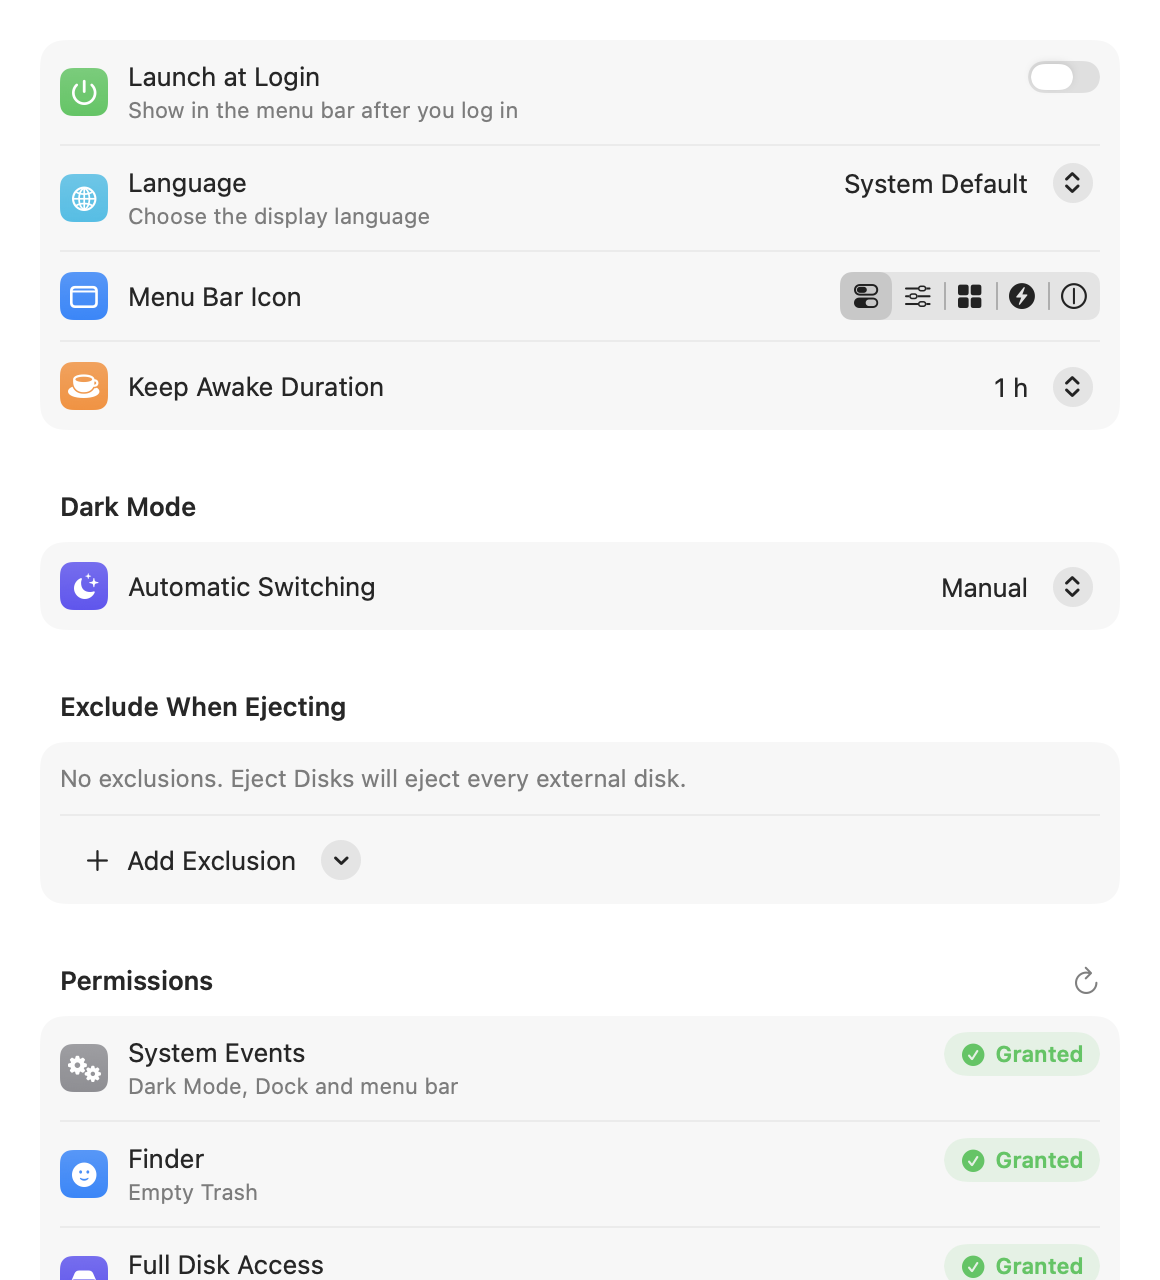 Launch at Login
Show in the menu bar after you log in
Language
System Default
Choose the display language
Menu Bar Icon
Keep Awake Duration
1 h
Dark Mode
Automatic Switching
Manual
Exclude When Ejecting
No exclusions. Eject Disks will eject every external disk.
Add Exclusion
Permissions
System Events
Granted
Dark Mode, Dock and menu bar
Finder
Granted
Empty Trash
Full Disk Access
Granted